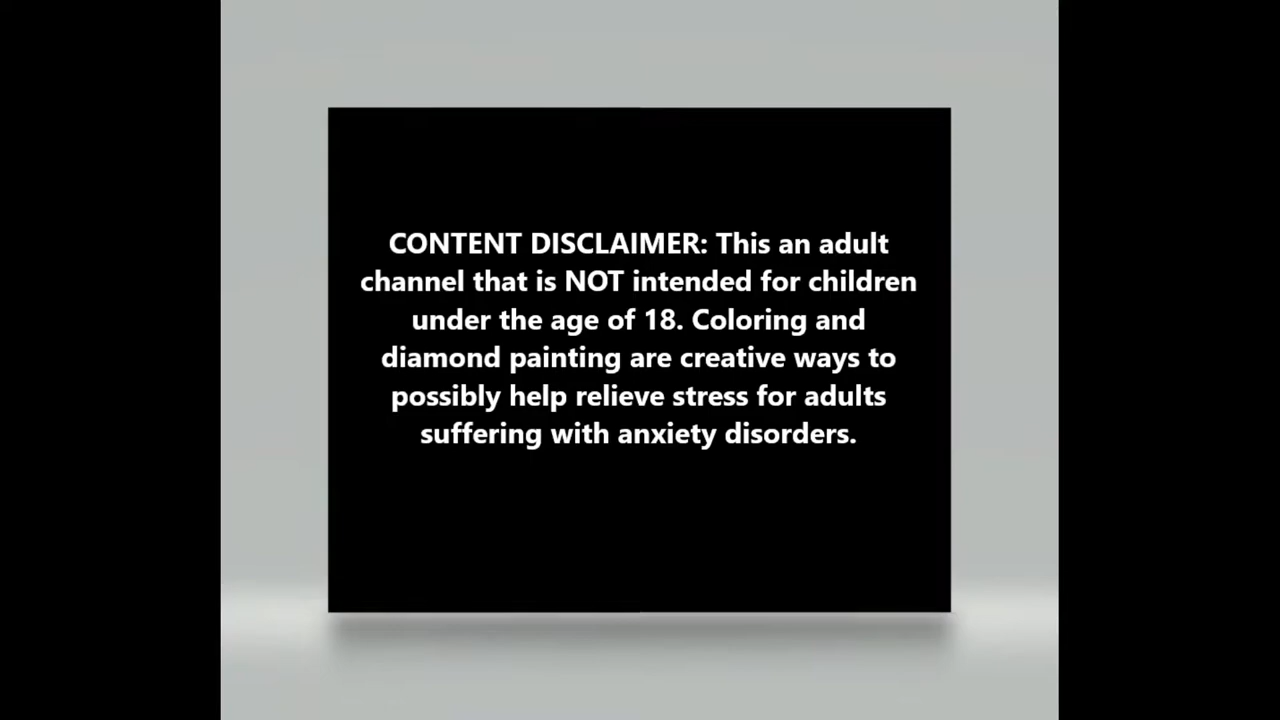 CONTENT DISCLAIMER: This an adult
channel that is NOT intended for children
under the age of 18. Coloring and
diamond painting are creative ways to
possibly help relieve stress for adults
suffering with anxiety disorders.